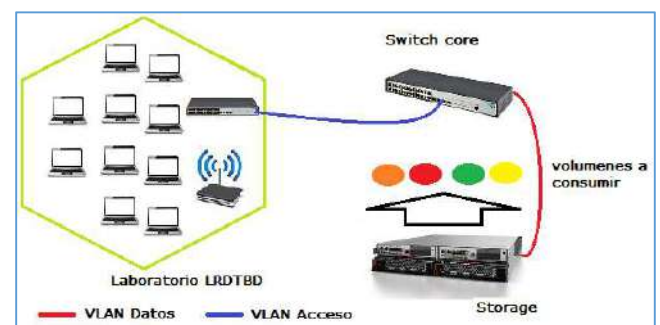 Switch core
volumenes a
consumir
Laboratorio LRDTBD
Storage
VLAN Datos
VLAN Acceso